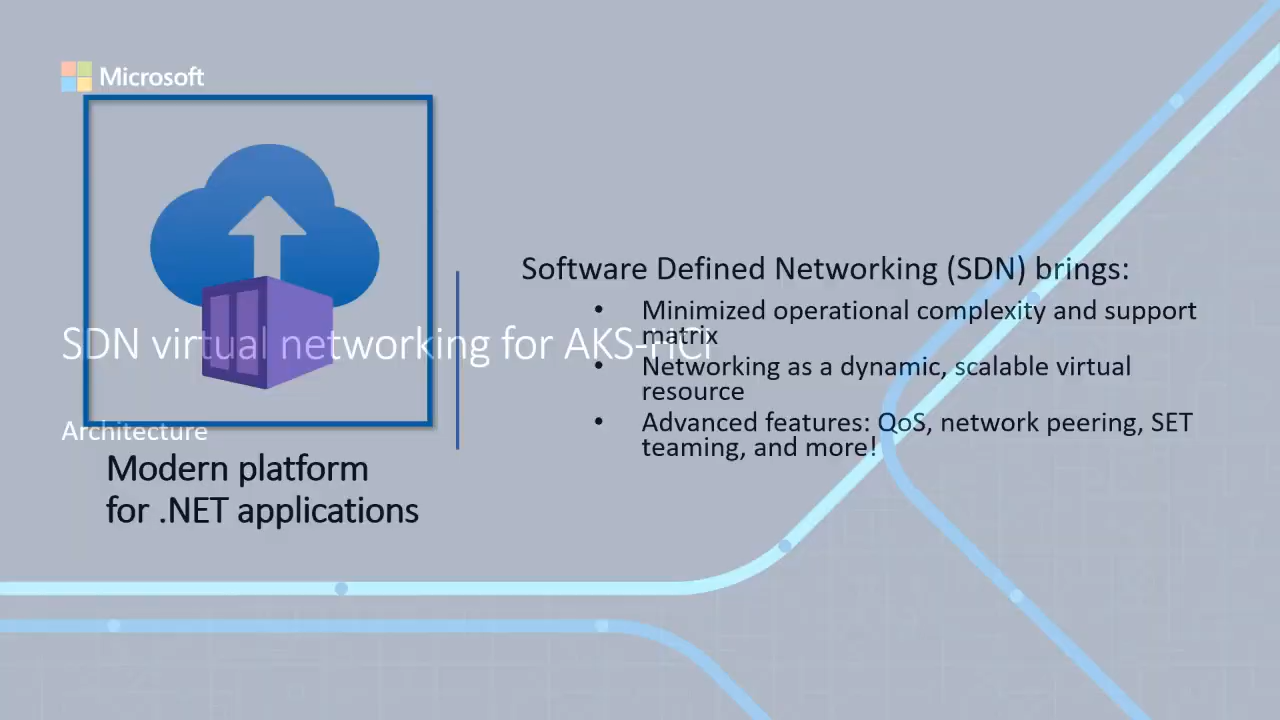 Microsoft
SDN virtual networking for AKS-HCI
Architecture
Modern platform
for .NET applications
Software Defined Networking (SDN) brings:
• Minimized operational complexity and support
matrix
• Networking as a dynamic, scalable virtual
resource
• Advanced features: QoS, network peering, SET
teaming, and more!